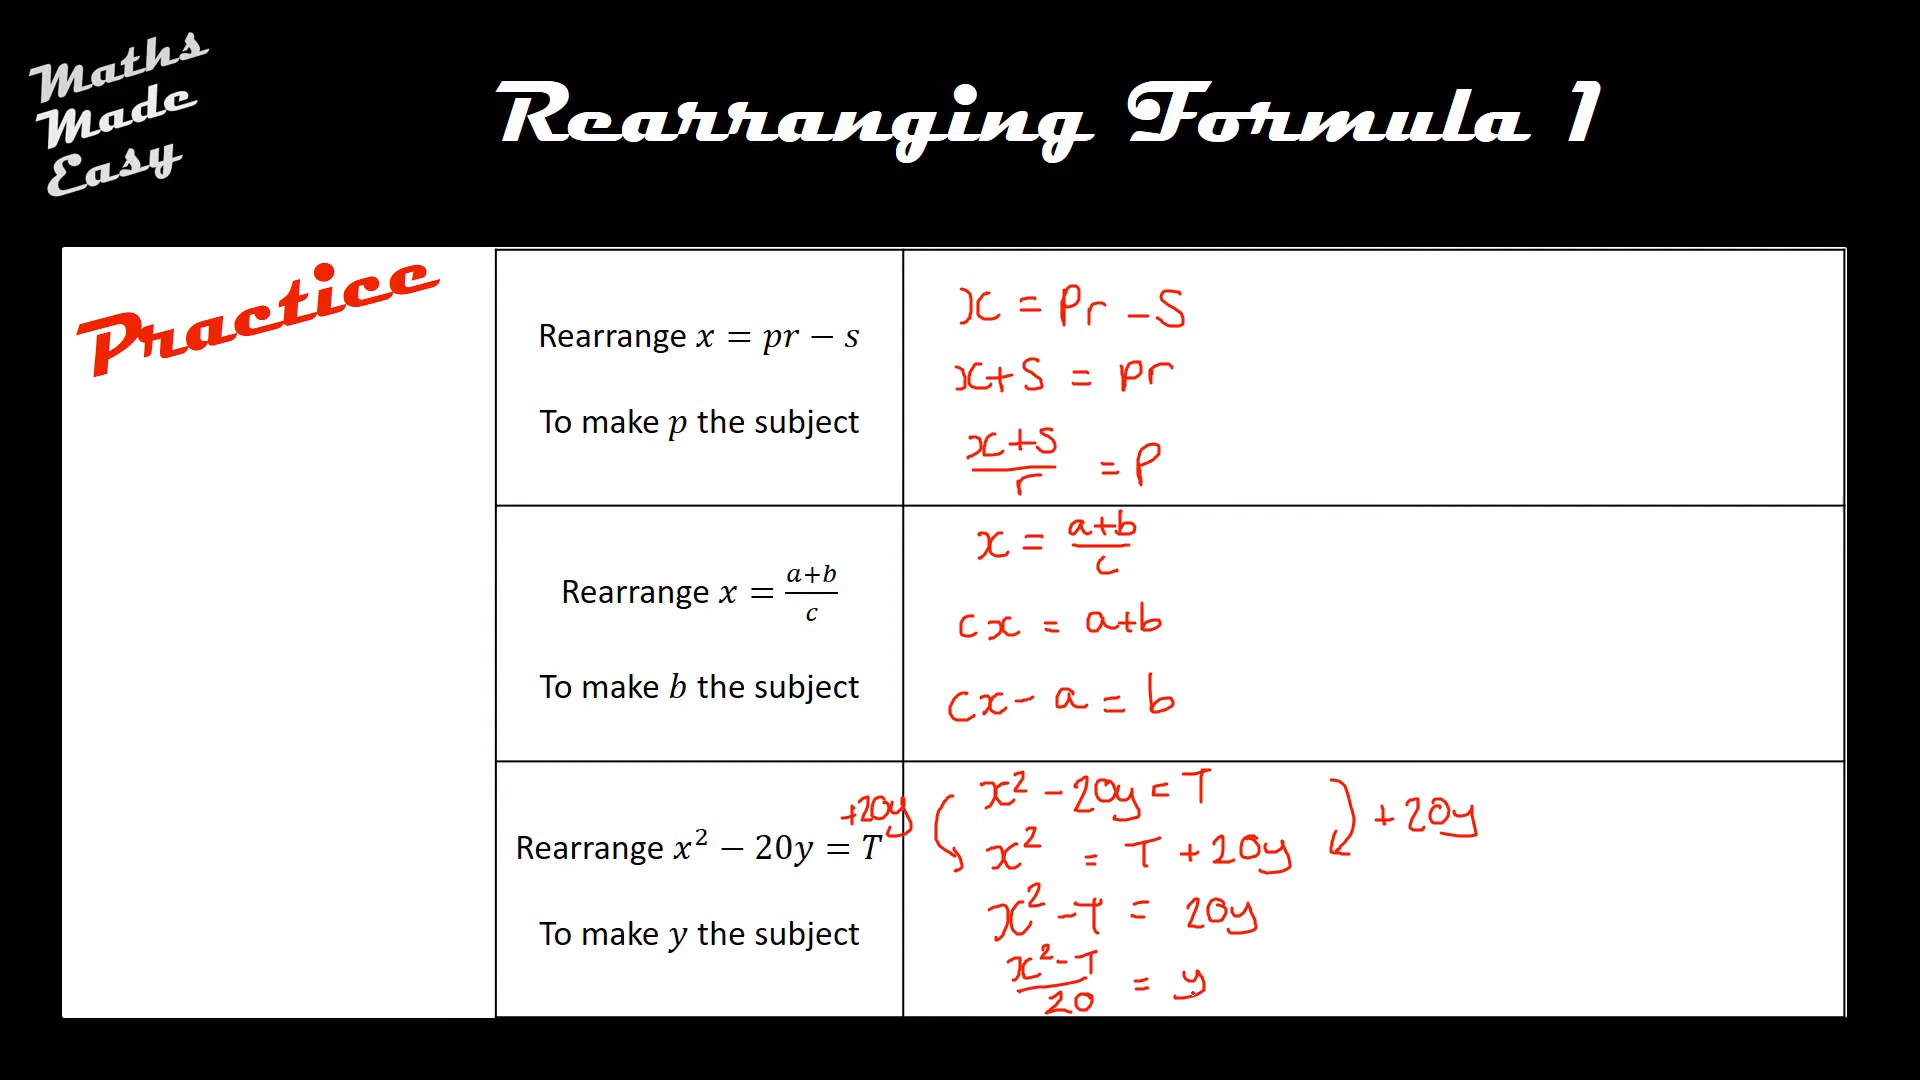 Maths
Made
Easy
Rearranging Formula 1
Practice
Rearrange x = pr − s
To make p the subject
x = pr − s
x+s = pr
x+s/r = p
Rearrange x = a+b/c
To make b the subject
x = a+b/c
cx = a+b
cx − a = b
Rearrange x² − 20y = T
To make y the subject
+20y
x² − 20y = T
+20y
x² = T + 20y
x² − T = 20y
x² − T/20 = y